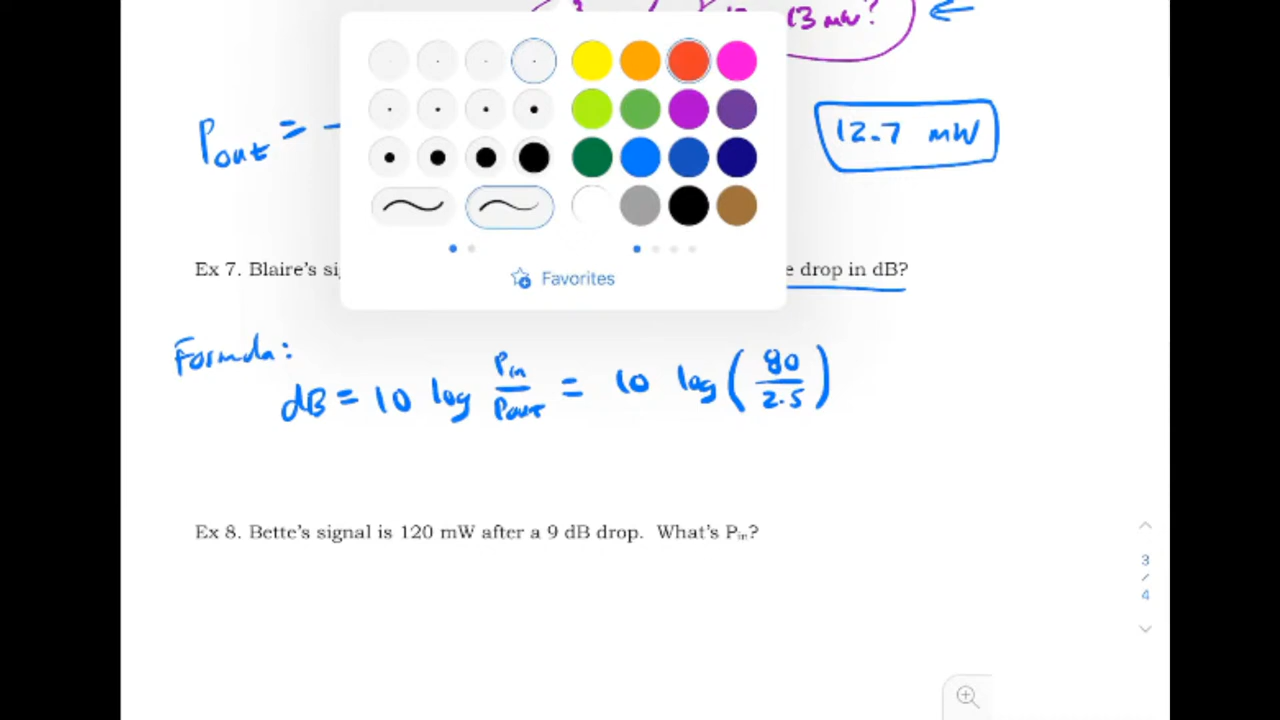 13 mW?
Pout = -
12.7 mW
Ex 7. Blaire's si
e drop in dB?
Favorites
Formula:
dB = 10 log Pin/Pout = 10 log (80/2.5)
Ex 8. Bette's signal is 120 mW after a 9 dB drop. What's Pin?
3
/
4